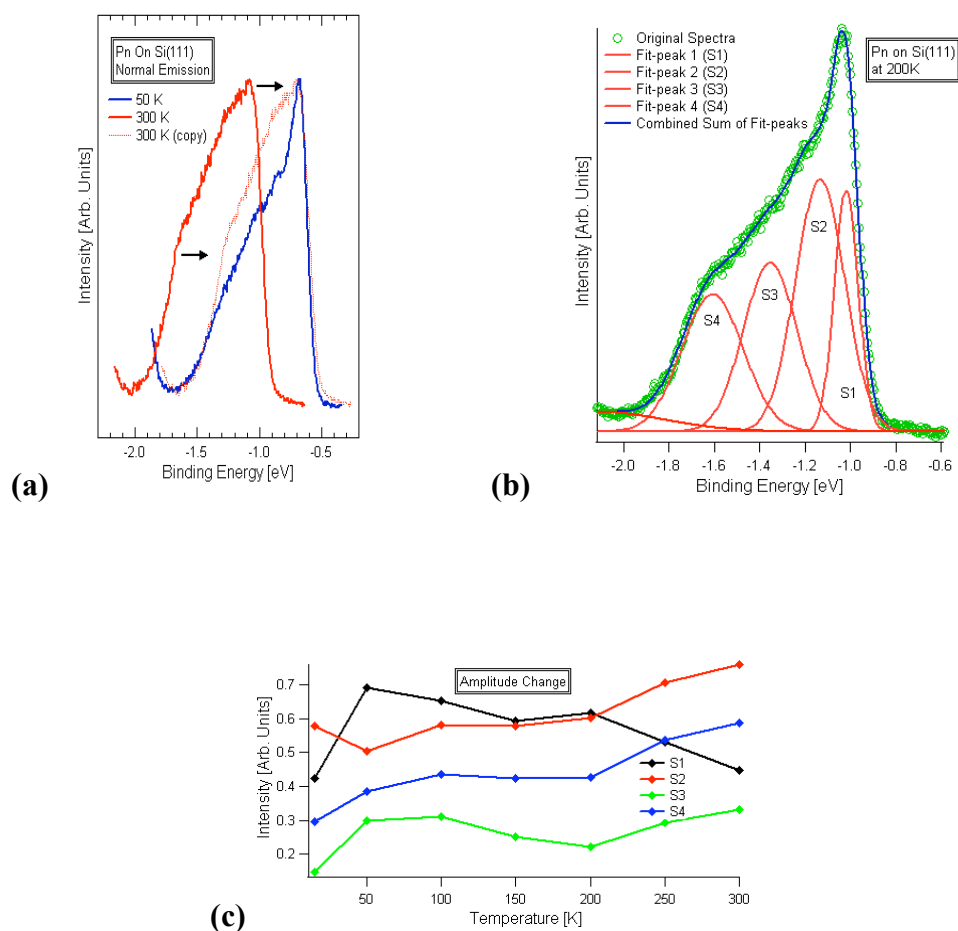 Pn On Si(111)
Normal Emission
50 K
300 K
300 K (copy)
Intensity [Arb. Units]
-2.0
-1.5
-1.0
-0.5
Binding Energy [eV]
(a)
Original Spectra
Fit-peak 1 (S1)
Fit-peak 2 (S2)
Fit-peak 3 (S3)
Fit-peak 4 (S4)
Combined Sum of Fit-peaks
Pn on Si(111)
at 200K
Intensity [Arb. Units]
S2
S3
S4
S1
-2.0
-1.8
-1.6
-1.4
-1.2
-1.0
-0.8
-0.6
Binding Energy [eV]
(b)
Amplitude Change
Intensity [Arb. Units]
0.7
0.6
0.5
0.4
0.3
0.2
S1
S2
S3
S4
50
100
150
200
250
300
Temperature [K]
(c)